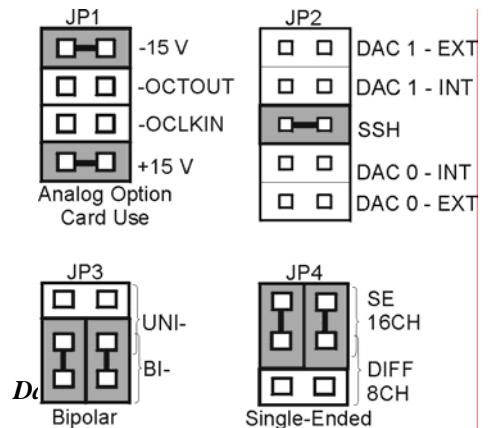 JP1
-15 V
-OCTOUT
-OCLKIN
+15 V
Analog Option
Card Use
JP2
DAC 1 - EXT
DAC 1 - INT
SSH
DAC 0 - INT
DAC 0 - EXT
JP3
UNI-
BI-
Bipolar
JP4
SE
16CH
DIFF
8CH
Single-Ended